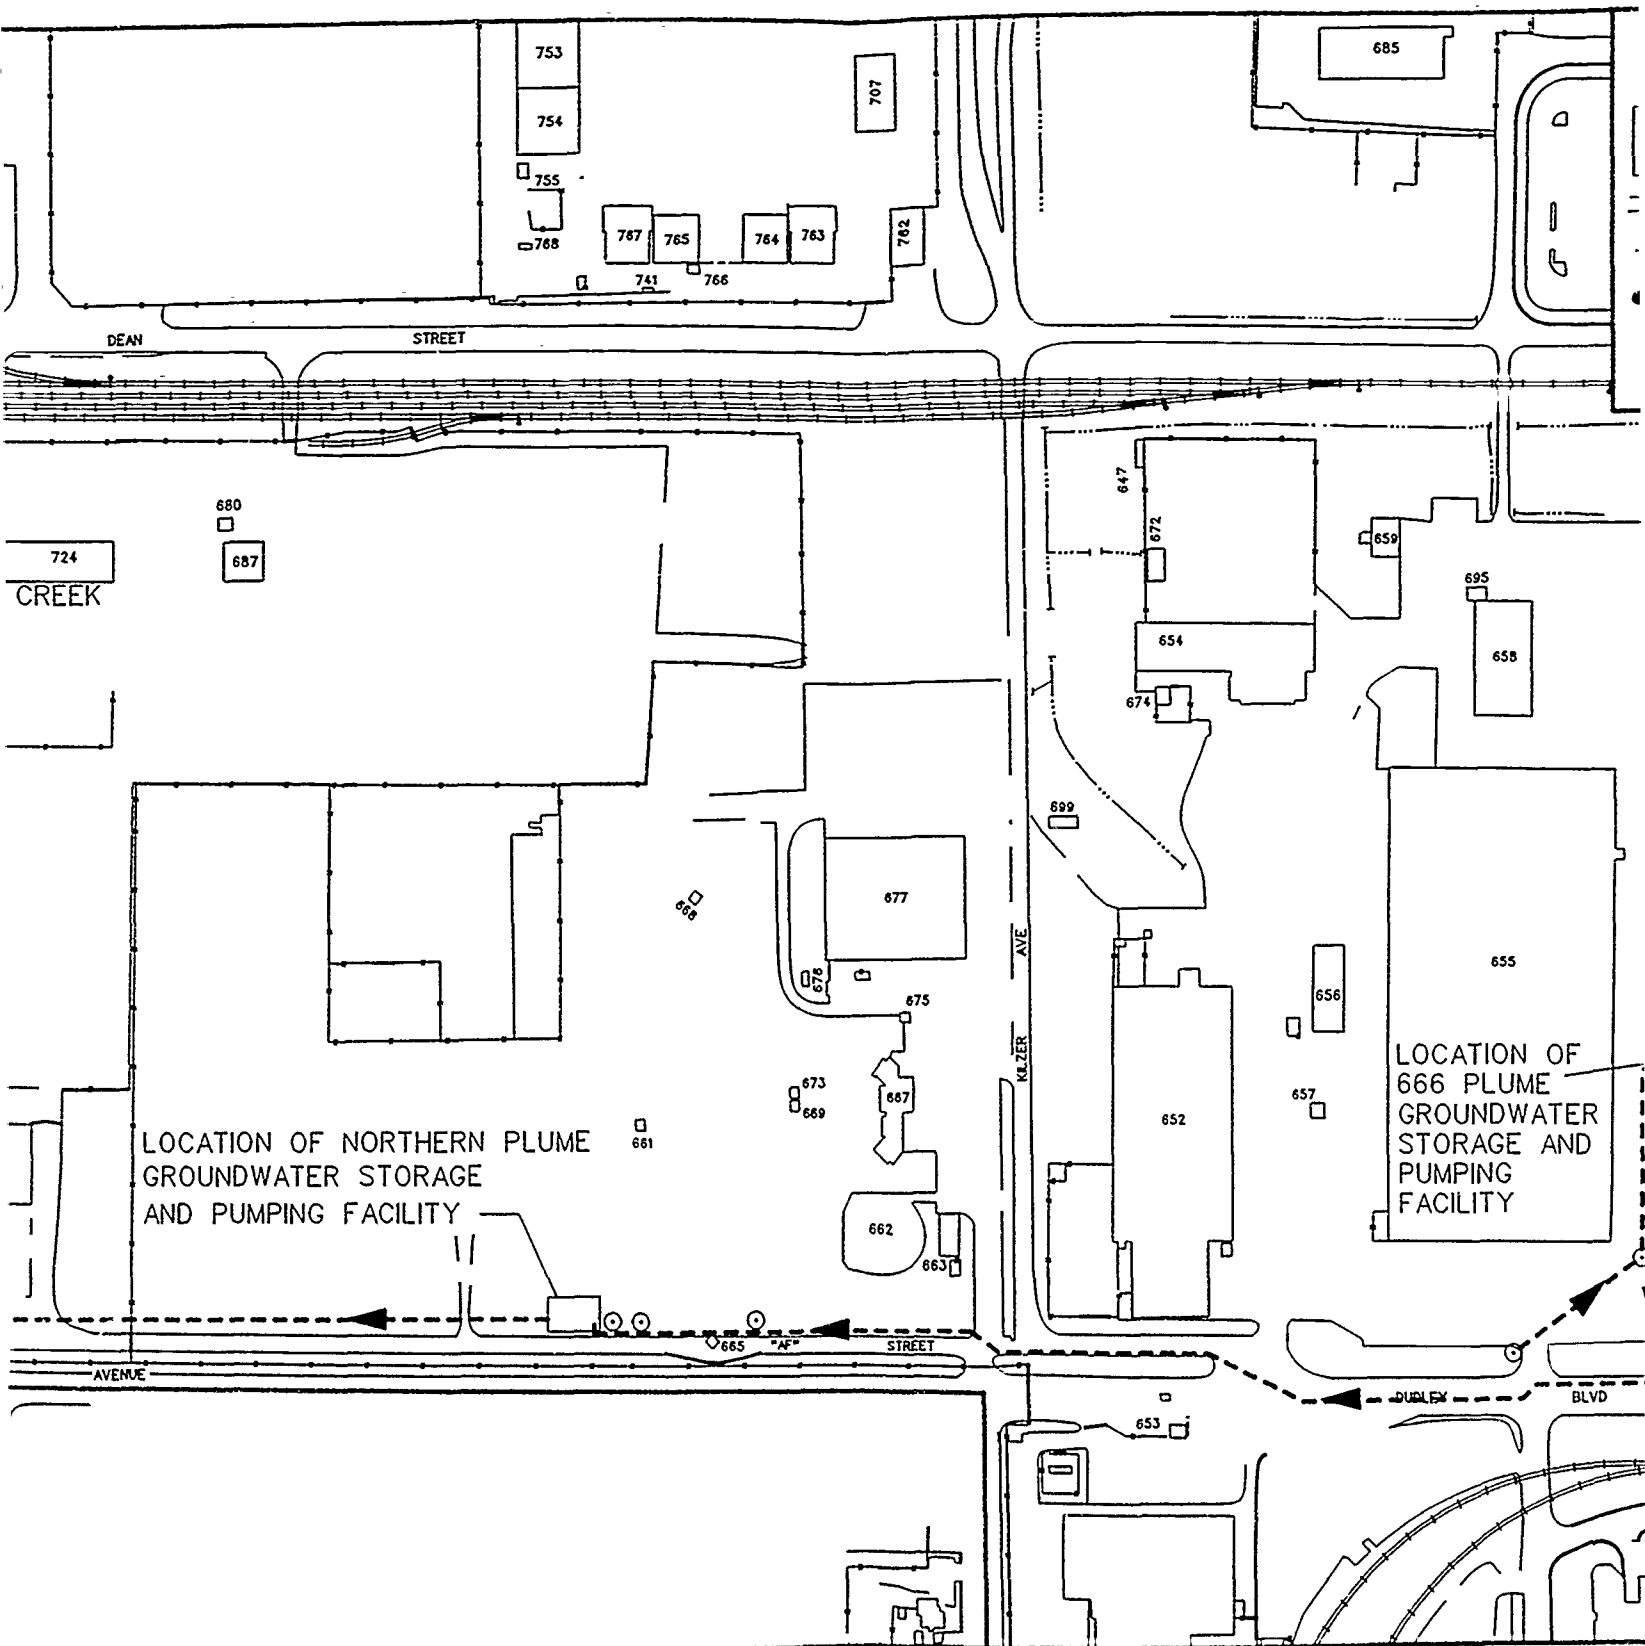 753
685
707
754
755
768
767
765
764
763
762
741
766
DEAN
STREET
647
680
672
659
724
687
CREEK
695
654
658
674
699
677
668
655
678
656
675
AVE
KILZER
LOCATION OF
666 PLUME
GROUNDWATER
STORAGE AND
PUMPING
FACILITY
673
669
667
657
652
661
LOCATION OF NORTHERN PLUME
GROUNDWATER STORAGE
AND PUMPING FACILITY
662
663
665
"AF"
STREET
AVENUE
DUDLEY
BLVD
653